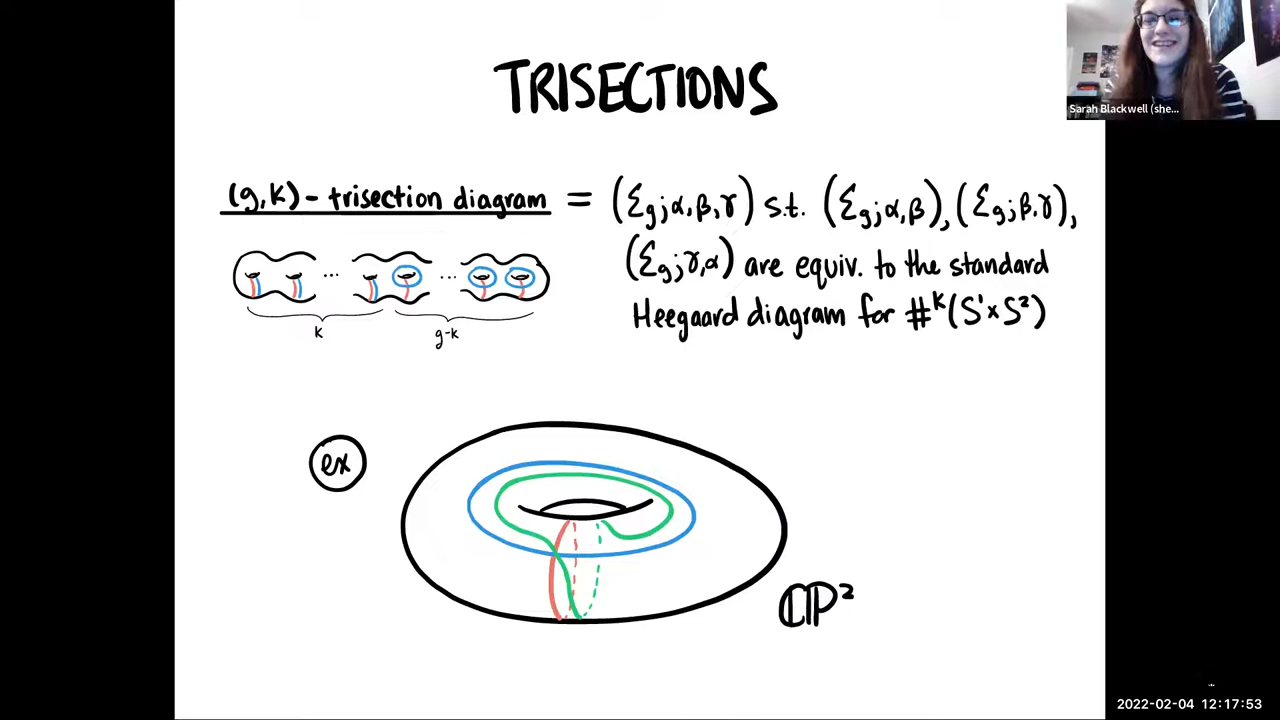 TRISECTIONS
Sarah Blackwell (she...
(g,k)-trisection diagram = (Σg;α,β,γ) s.t. (Σg;α,β), (Σg;β,γ),
(Σg;γ,α) are equiv. to the standard
Heegaard diagram for #ᵏ(S¹×S²)
...
...
k
g-k
ex
ℂP²
2022-02-04 12:17:53